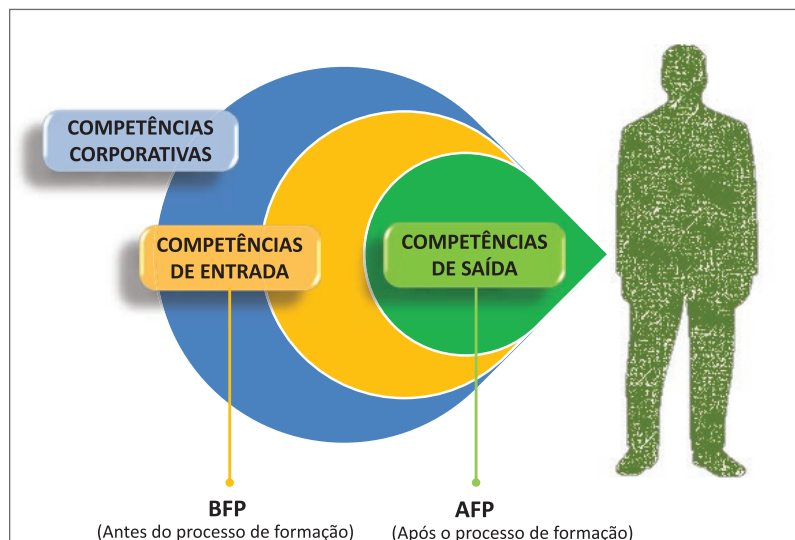 COMPETÊNCIAS
CORPORATIVAS
COMPETÊNCIAS
DE ENTRADA
COMPETÊNCIAS
DE SAÍDA
BFP
(Antes do processo de formação)
AFP
(Após o processo de formação)